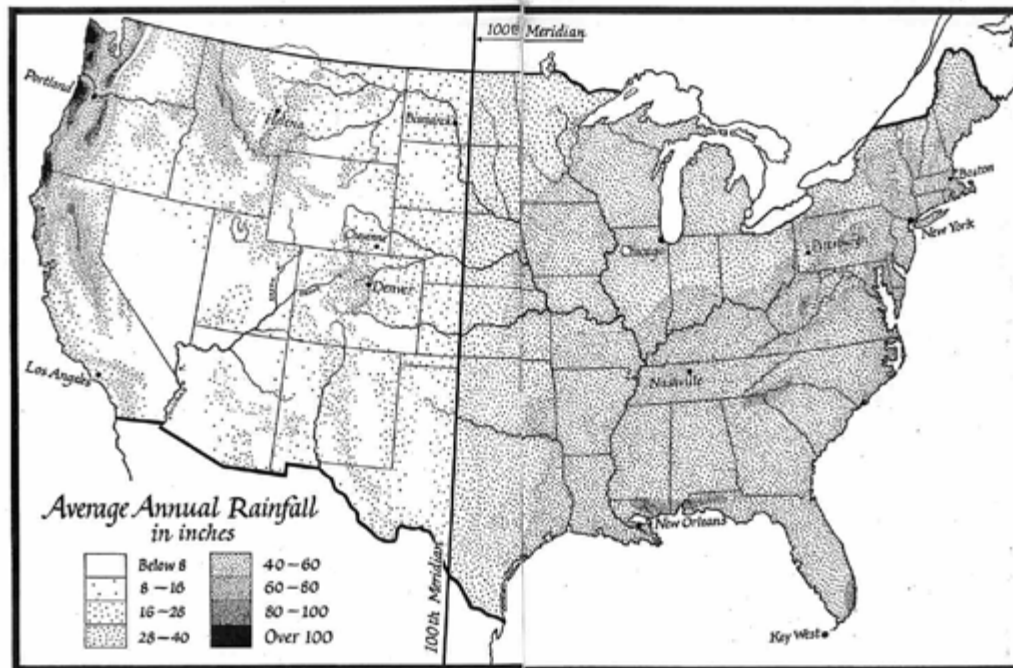 100th Meridian
Portland
Helena
Bismarck
Boston
New York
Chicago
Pittsburgh
Cheyenne
Denver
Los Angeles
Nashville
Average Annual Rainfall
in inches
Below 8
8–16
16–28
28–40
40–60
60–80
80–100
Over 100
100th Meridian
New Orleans
Key West